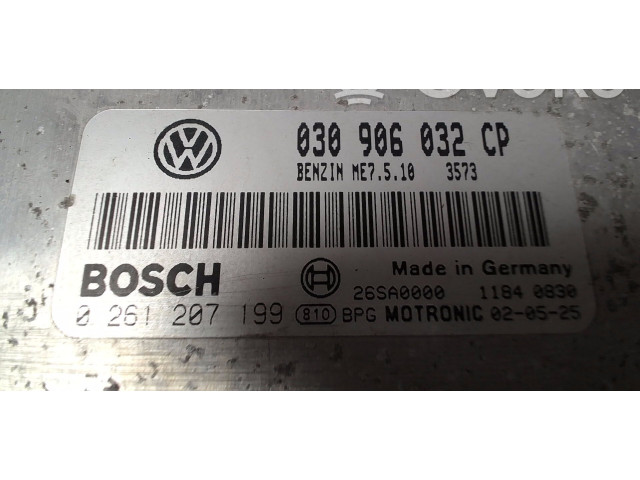 030 906 032 CP
BENZIN ME7.5.10 3573
BOSCH
Made in Germany
26SA0000 1184 0830
0 261 207 199 810 BPG MOTRONIC 02-05-25